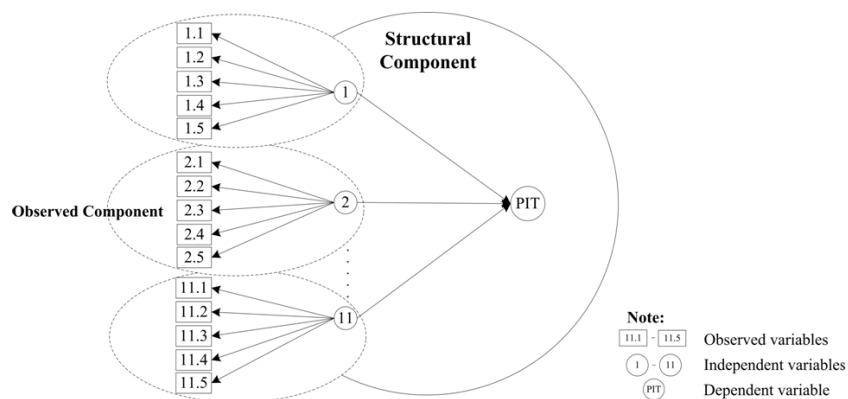 Structural
Component
1.1
1.2
1.3
1.4
1.5
1
2.1
2.2
2.3
2.4
2.5
2
Observed Component
PIT
11.1
11.2
11.3
11.4
11.5
11
Note:
11.1 - 11.5 Observed variables
1 - 11 Independent variables
PIT Dependent variable